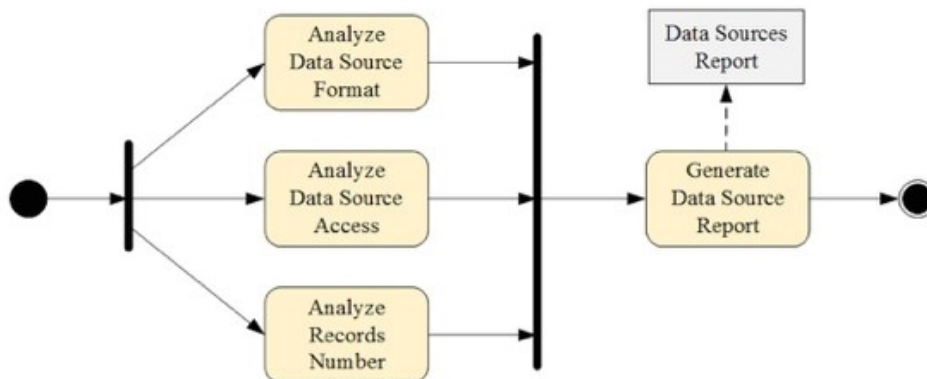 Analyze
Data Source
Format
Analyze
Data Source
Access
Analyze
Records
Number
Data Sources
Report
Generate
Data Source
Report